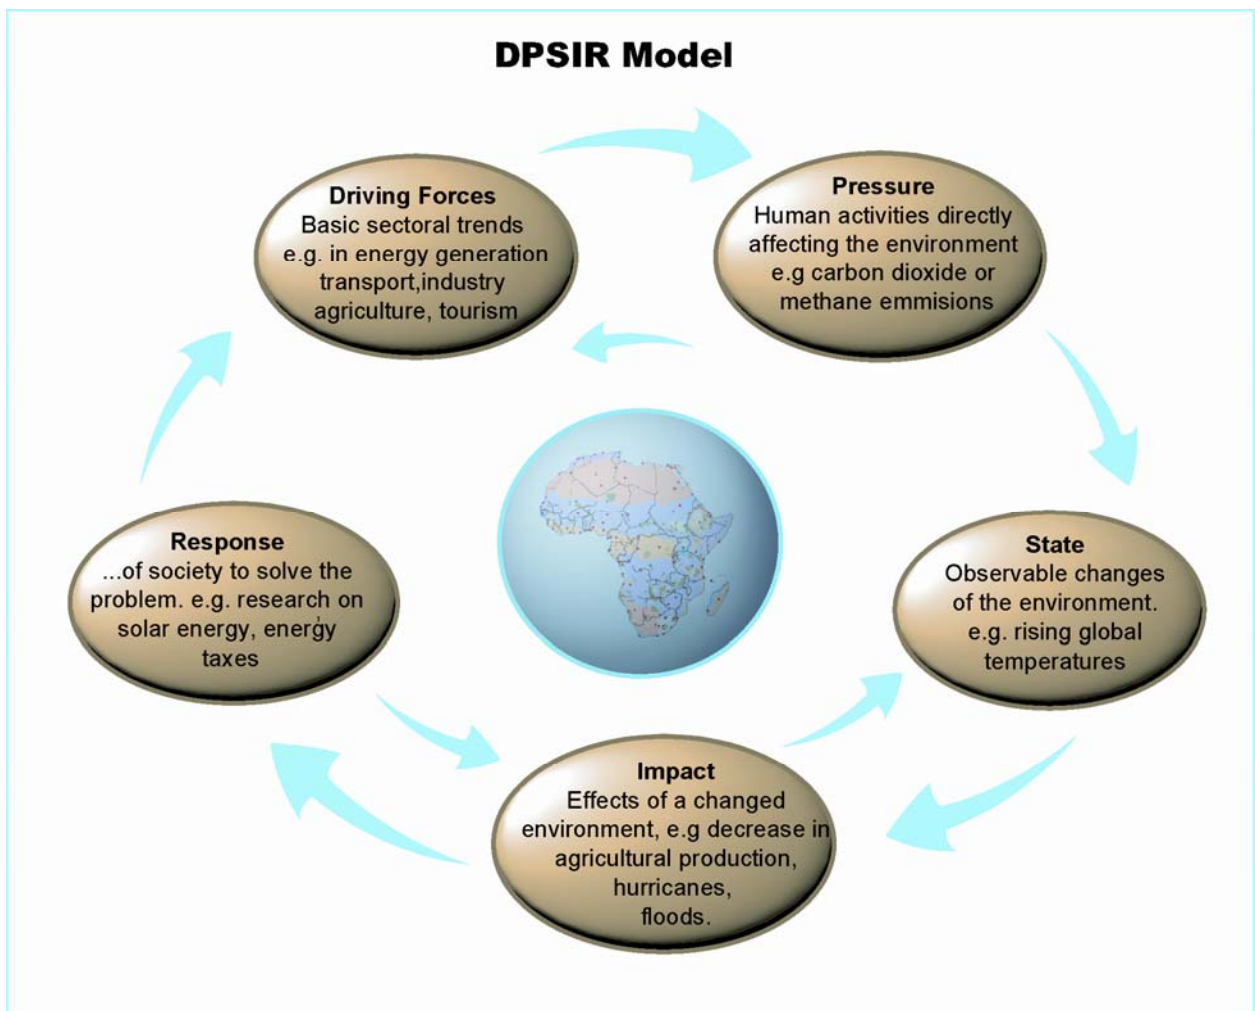 DPSIR Model
Driving Forces
Basic sectoral trends
e.g. in energy generation
transport,industry
agriculture, tourism
Pressure
Human activities directly
affecting the environment
e.g carbon dioxide or
methane emmisions
Response
...of society to solve the
problem. e.g. research on
solar energy, energy
taxes
State
Observable changes
of the environment.
e.g. rising global
temperatures
Impact
Effects of a changed
environment, e.g decrease in
agricultural production,
hurricanes,
floods.